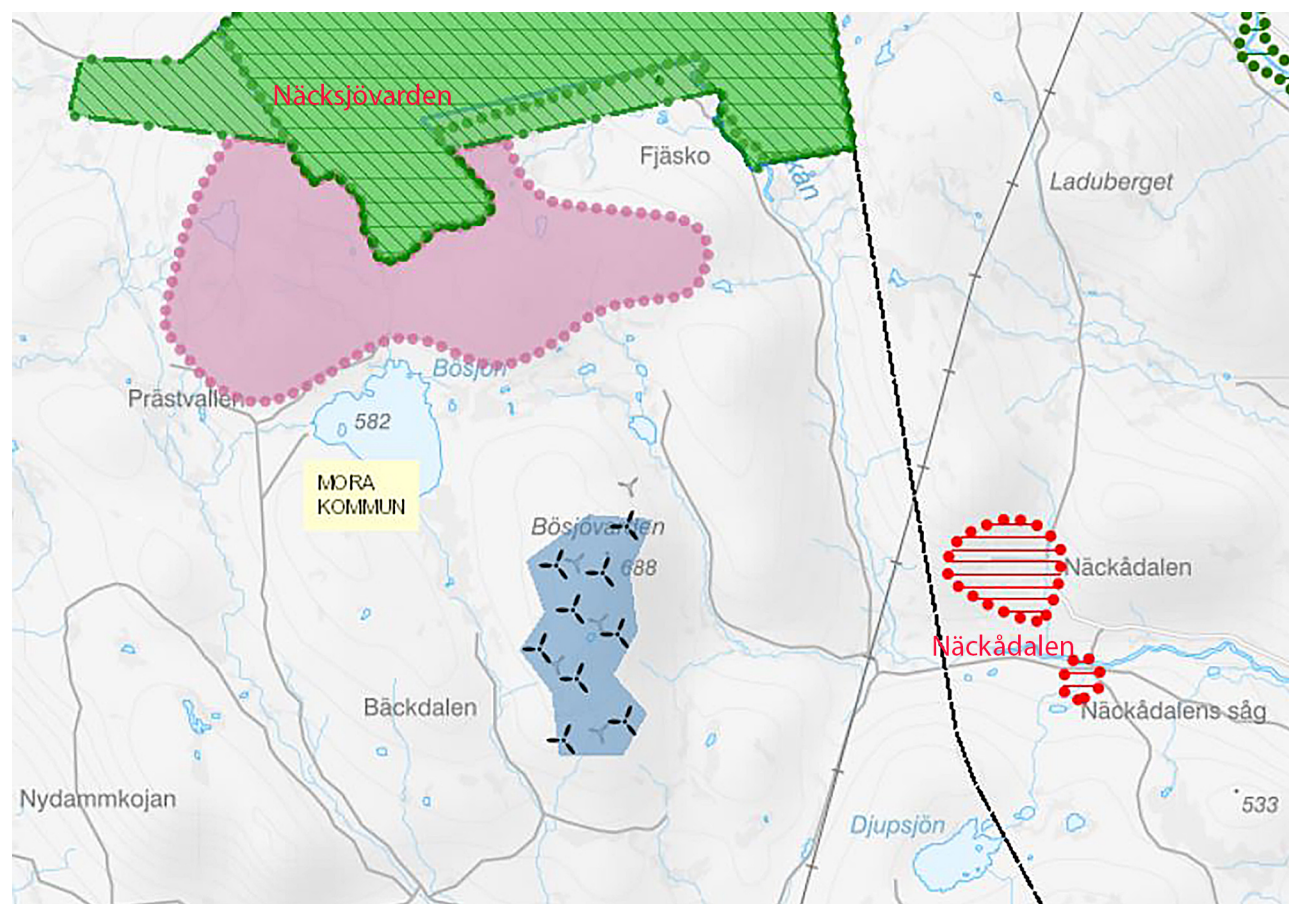 Näcksjövarden
Fjäsko
Laduberget
Bösjön
Prästvallen
582
MORA
KOMMUN
Bösjövarden
688
Näckådalen
Näckådalen
Bäckdalen
Näckådalens såg
Nydammkojan
533
Djupsjön